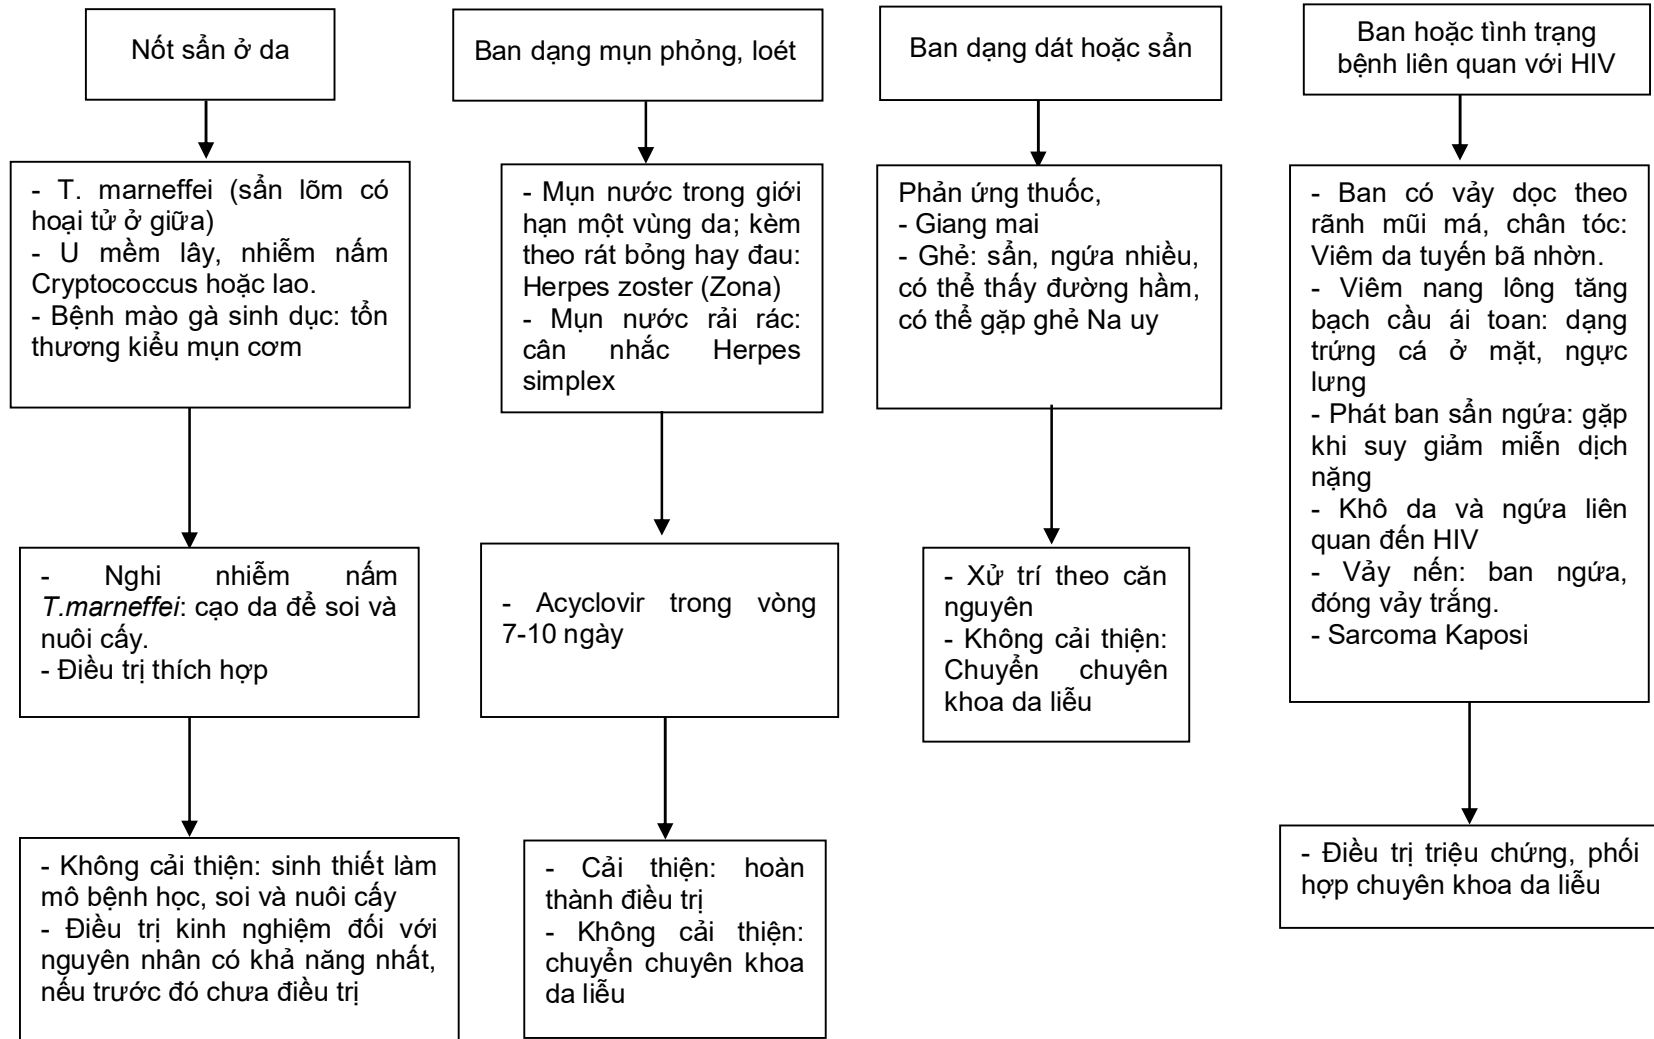 Nốt sẩn ở da
- T. marneffei (sẩn lõm có
hoại tử ở giữa)
- U mềm lây, nhiễm nấm
Cryptococcus hoặc lao.
- Bệnh mào gà sinh dục: tổn
thương kiểu mụn cơm
- Nghi nhiễm nấm
T.marneffei: cạo da để soi và
nuôi cấy.
- Điều trị thích hợp
- Không cải thiện: sinh thiết làm
mô bệnh học, soi và nuôi cấy
- Điều trị kinh nghiệm đối với
nguyên nhân có khả năng nhất,
nếu trước đó chưa điều trị
Ban dạng mụn phỏng, loét
- Mụn nước trong giới
hạn một vùng da; kèm
theo rát bỏng hay đau:
Herpes zoster (Zona)
- Mụn nước rải rác:
cân nhắc Herpes
simplex
- Acyclovir trong vòng
7-10 ngày
- Cải thiện: hoàn
thành điều trị
- Không cải thiện:
chuyển chuyên khoa
da liễu
Ban dạng dát hoặc sẩn
Phản ứng thuốc,
- Giang mai
- Ghẻ: sẩn, ngứa nhiều,
có thể thấy đường hầm,
có thể gặp ghẻ Na uy
- Xử trí theo căn
nguyên
- Không cải thiện:
Chuyển chuyên
khoa da liễu
Ban hoặc tình trạng
bệnh liên quan với HIV
- Ban có vảy dọc theo
rãnh mũi má, chân tóc:
Viêm da tuyến bã nhờn.
- Viêm nang lông tăng
bạch cầu ái toan: dạng
trứng cá ở mặt, ngực
lưng
- Phát ban sẩn ngứa: gặp
khi suy giảm miễn dịch
nặng
- Khô da và ngứa liên
quan đến HIV
- Vảy nến: ban ngứa,
đóng vảy trắng.
- Sarcoma Kaposi
- Điều trị triệu chứng, phối
hợp chuyên khoa da liễu